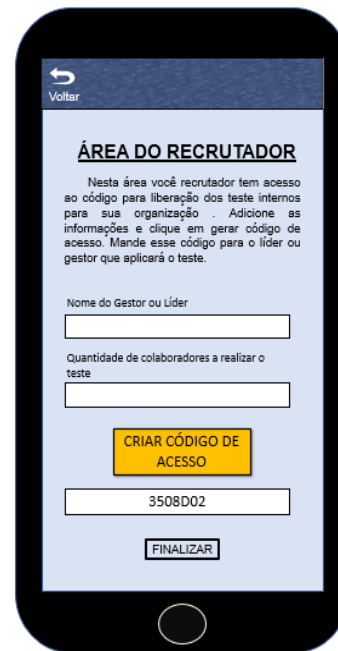 Voltar
ÁREA DO RECRUTADOR
Nesta área você recrutador tem acesso
ao código para liberação dos teste internos
para sua organização . Adicione as
informações e clique em gerar código de
acesso. Mande esse código para o líder ou
gestor que aplicará o teste.
Nome do Gestor ou Líder
Quantidade de colaboradores a realizar o
teste
CRIAR CÓDIGO DE
ACESSO
3508D02
FINALIZAR